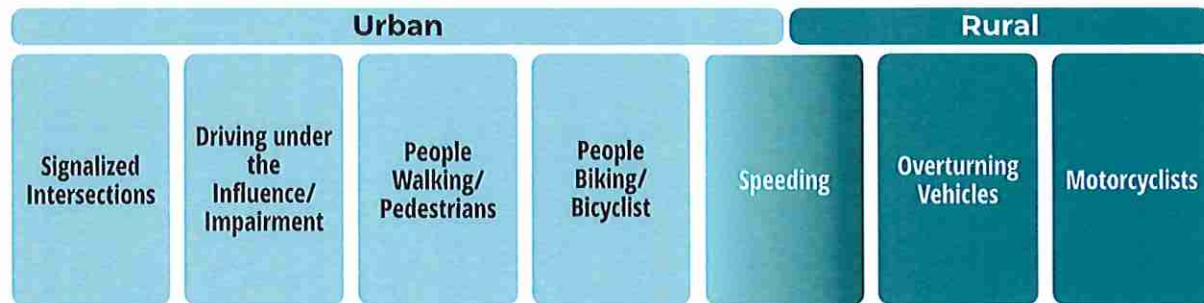 Urban
Rural
Signalized
Intersections
Driving under
the
Influence/
Impairment
People
Walking/
Pedestrians
People
Biking/
Bicyclist
Speeding
Overturning
Vehicles
Motorcyclists